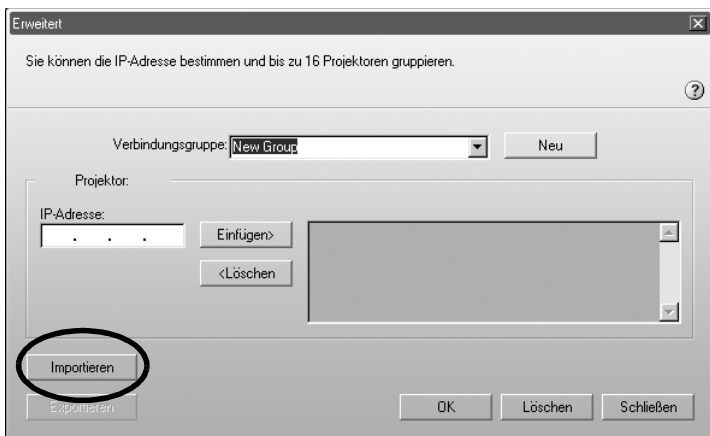 Erweitert
Sie können die IP-Adresse bestimmen und bis zu 16 Projektoren gruppieren.
?
Verbindungsgruppe: New Group Neu
Projektor:
IP-Adresse:
. . . Einfügen>
<Löschen
Importieren
Exportieren OK Löschen Schließen